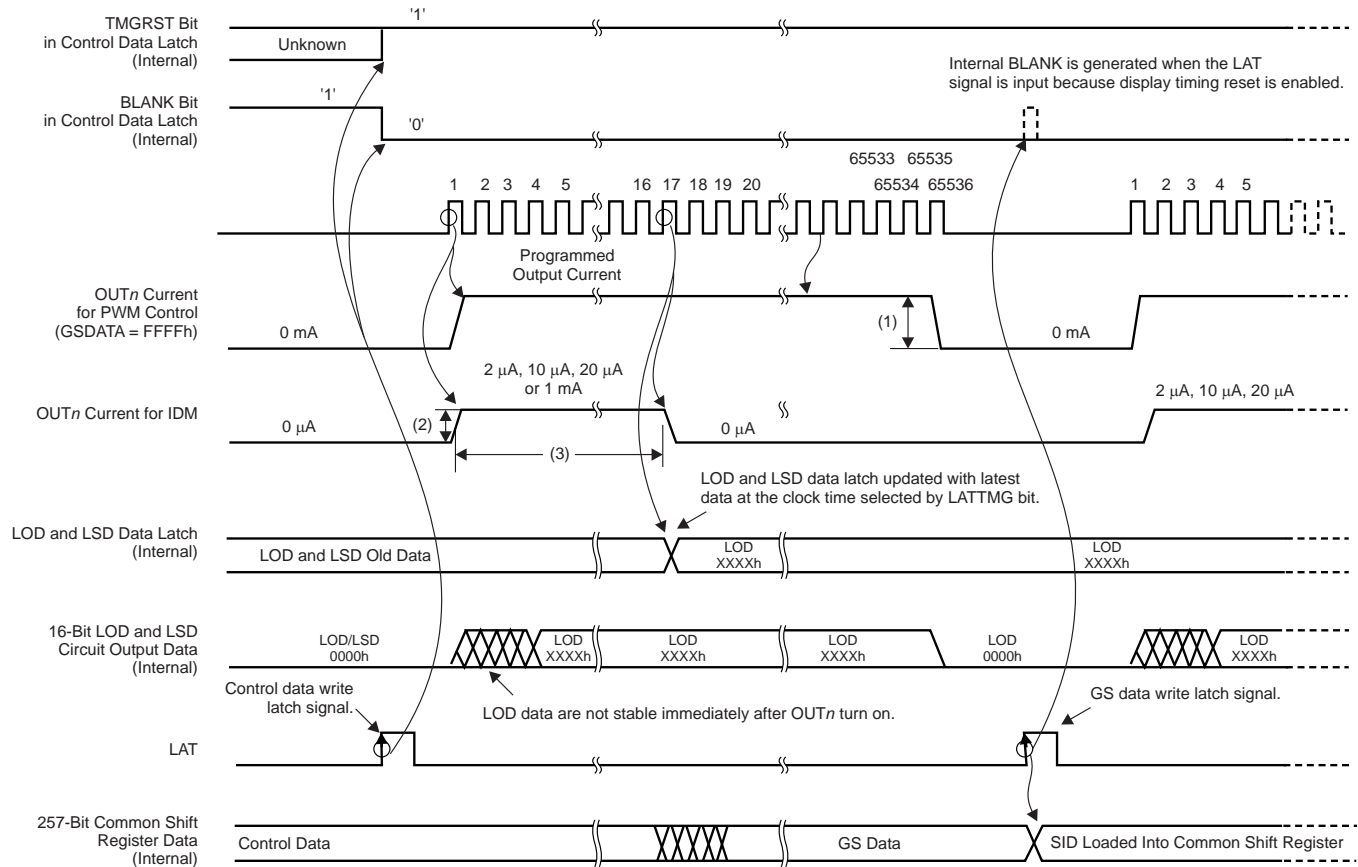 TMGRST Bit
in Control Data Latch
(Internal)
'1'
Unknown
Internal BLANK is generated when the LAT
signal is input because display timing reset is enabled.
BLANK Bit
in Control Data Latch
(Internal)
'1'
'0'
65533 65535
1 2 3 4 5 16 17 18 19 20 65534 65536 1 2 3 4 5
Programmed
Output Current
OUTn Current
for PWM Control
(GSDATA = FFFFh)
0 mA
(1)
0 mA
2 µA, 10 µA, 20 µA
or 1 mA
2 µA, 10 µA, 20 µA
OUTn Current for IDM
0 µA
(2)
0 µA
(3)
LOD and LSD data latch updated with latest
data at the clock time selected by LATTMG bit.
LOD and LSD Data Latch
(Internal)
LOD and LSD Old Data
LOD
XXXXh
LOD
XXXXh
16-Bit LOD and LSD
Circuit Output Data
(Internal)
LOD/LSD
0000h
LOD
XXXXh
LOD
XXXXh
LOD
XXXXh
LOD
0000h
LOD
XXXXh
Control data write
latch signal.
LOD data are not stable immediately after OUTn turn on.
GS data write latch signal.
LAT
257-Bit Common Shift
Register Data
(Internal)
Control Data
GS Data
SID Loaded Into Common Shift Register